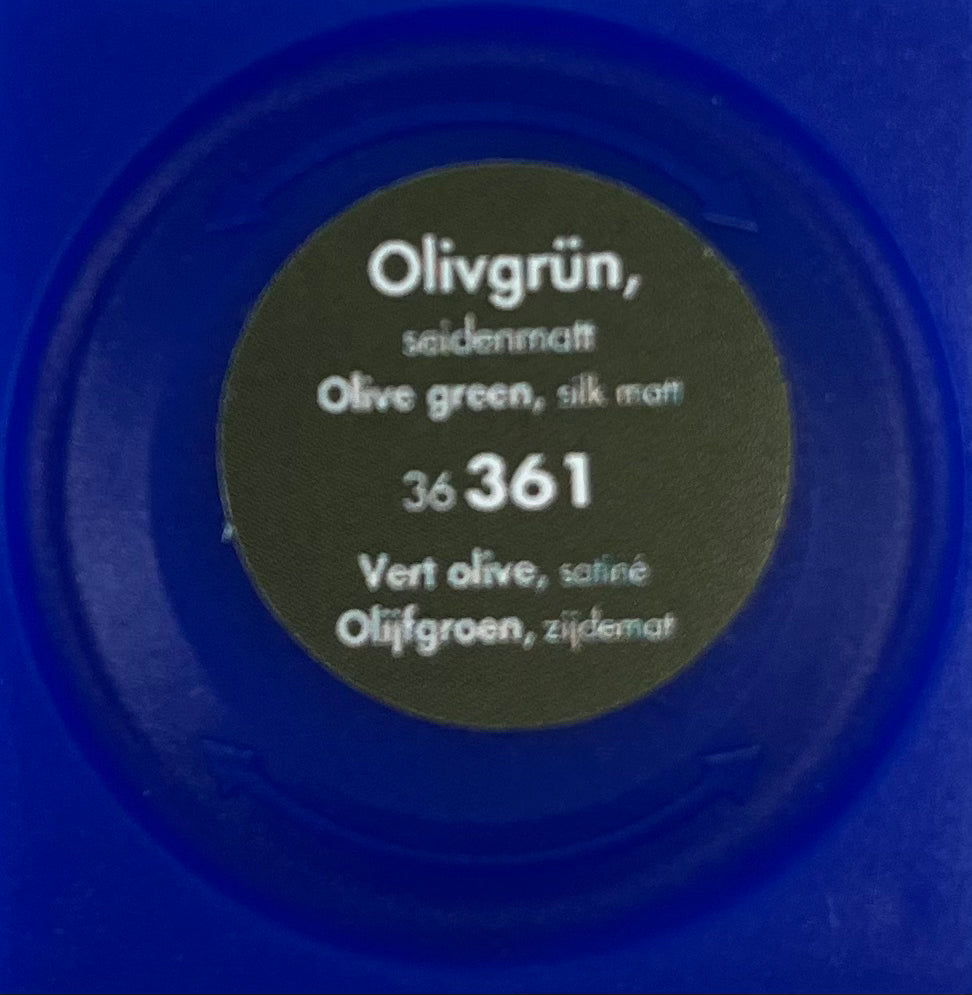 Olivgrün,
seidenmatt
Olive green, silk matt
36 361
Vert olive, satiné
Olijfgroen, zijdemat